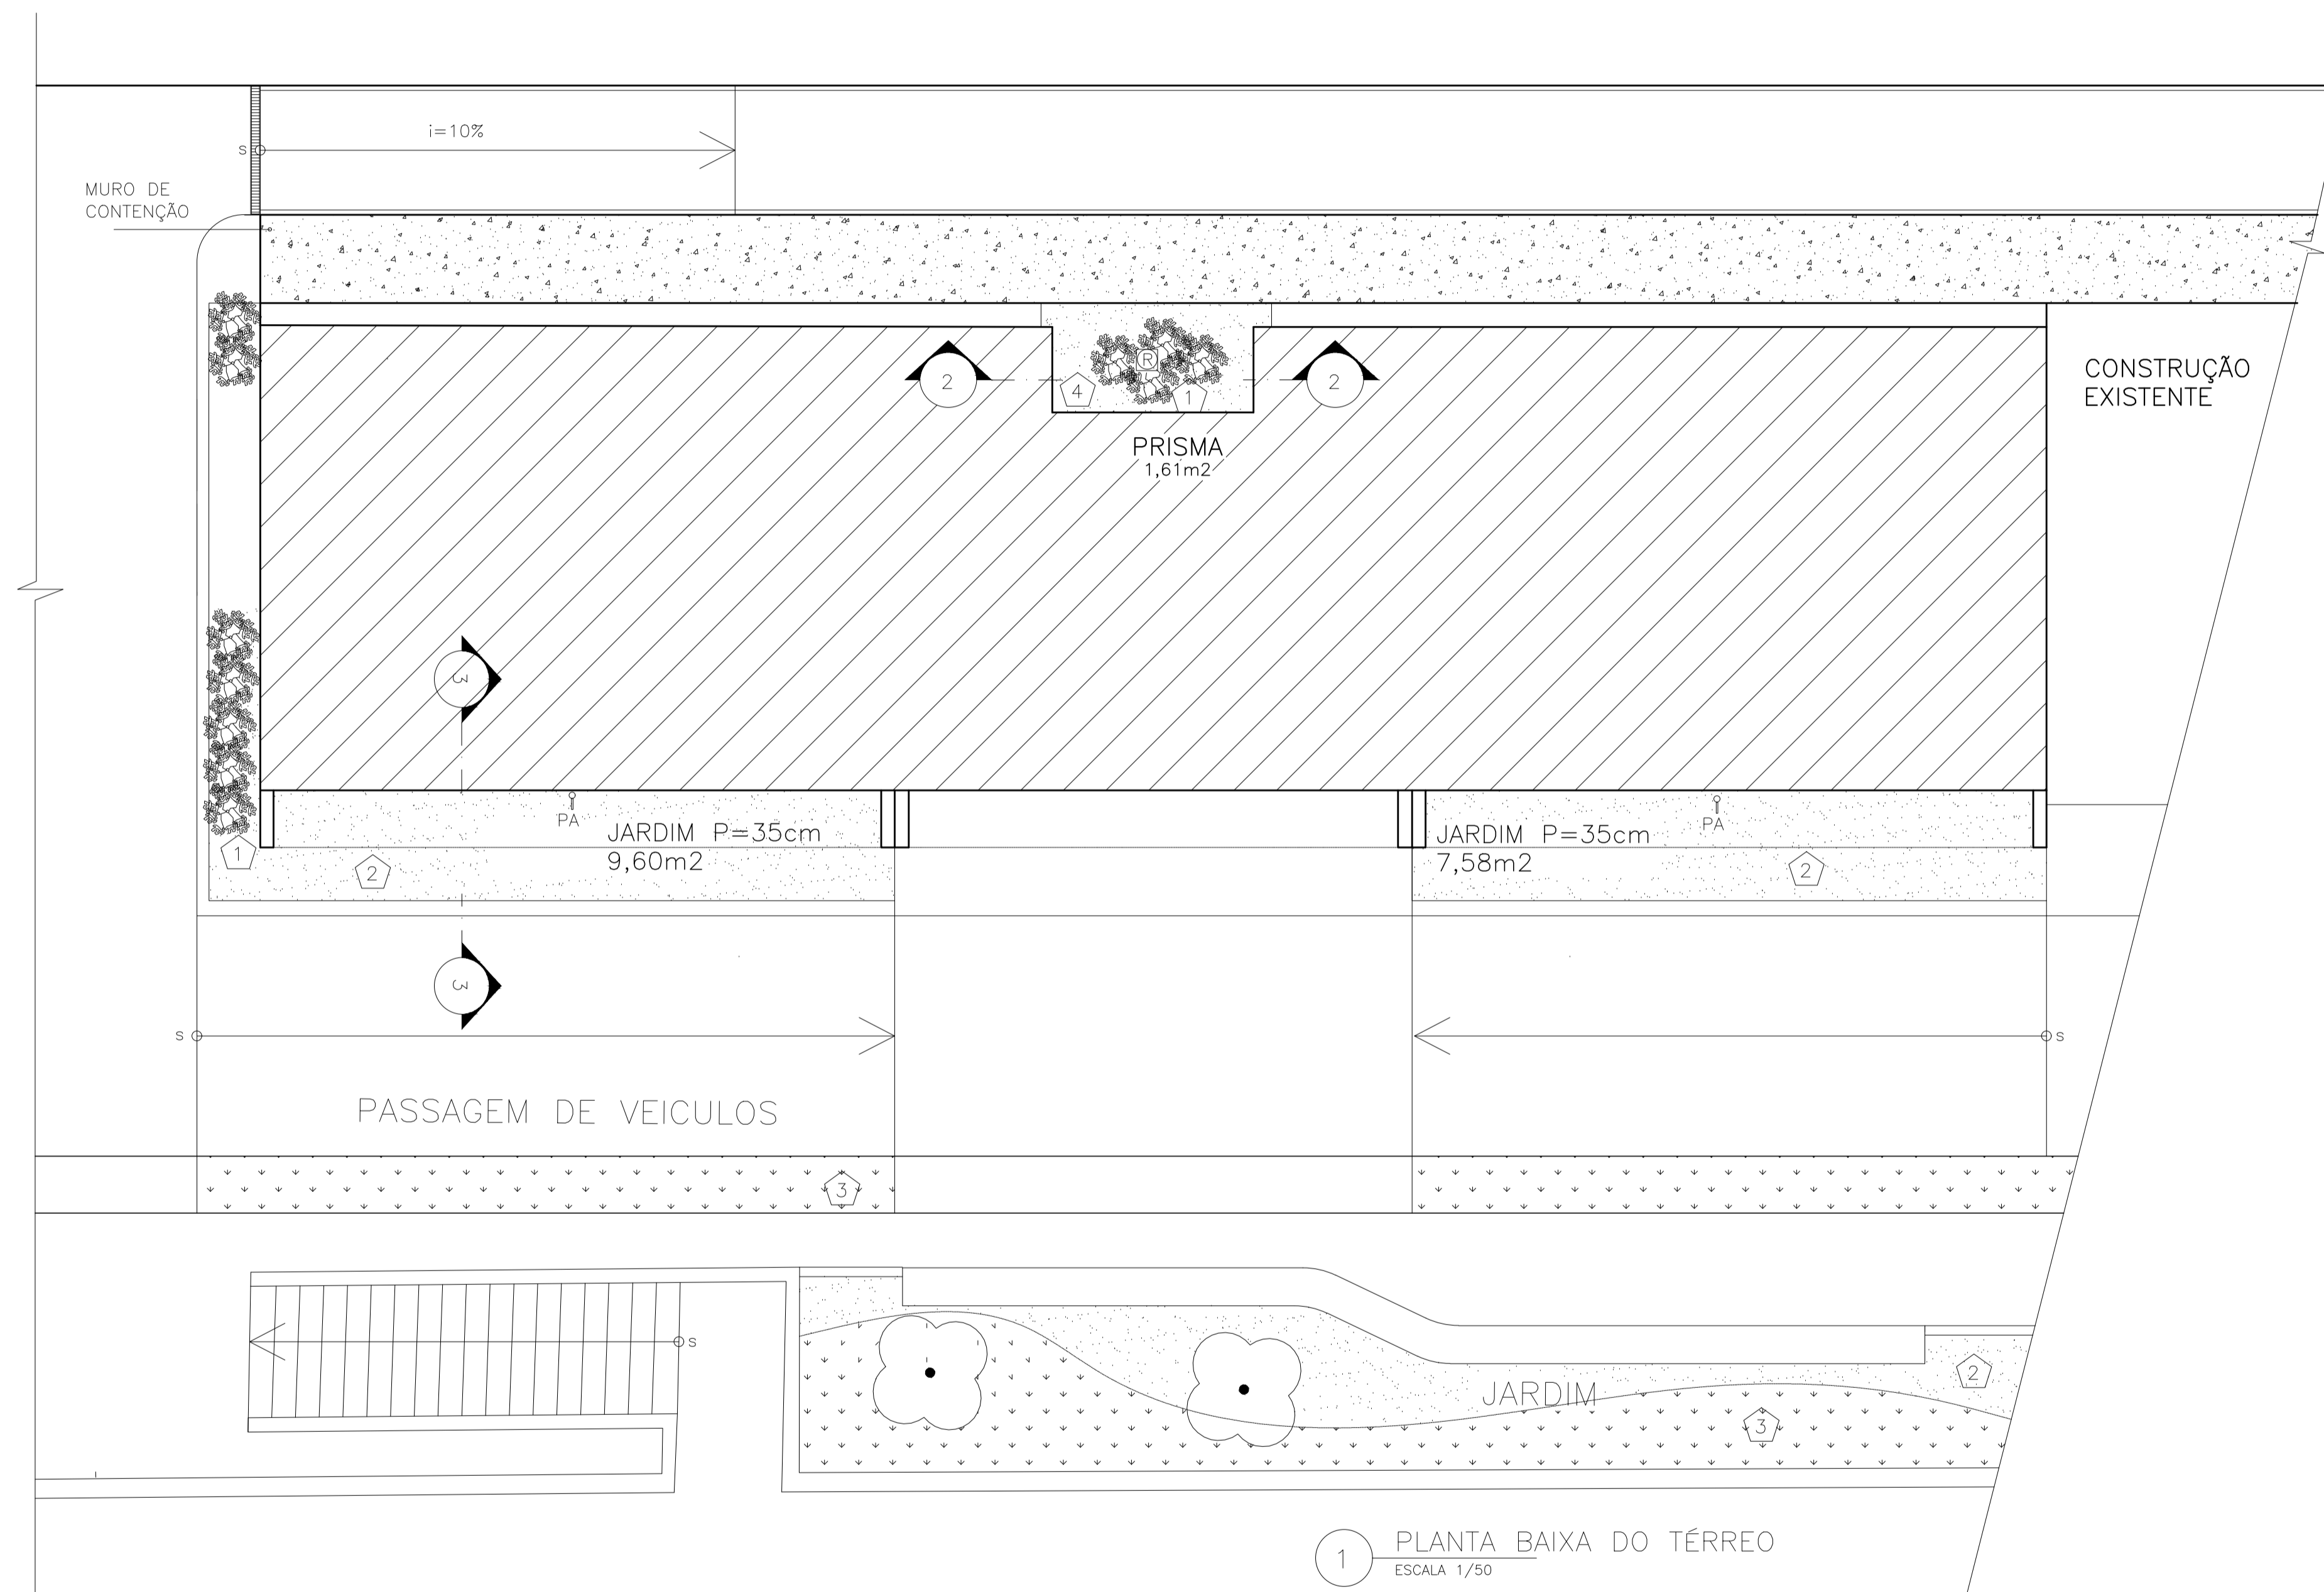 i=10%
S
MURO DE
CONTENÇÃO
2
2
R
4
1
CONSTRUÇÃO
EXISTENTE
PRISMA
1,61m2
3
PA
PA
JARDIM P=35cm
9,60m2
JARDIM P=35cm
7,58m2
1
2
2
3
S
S
PASSAGEM DE VEICULOS
3
S
2
JARDIM
3
1
PLANTA BAIXA DO TÉRREO
ESCALA 1/50